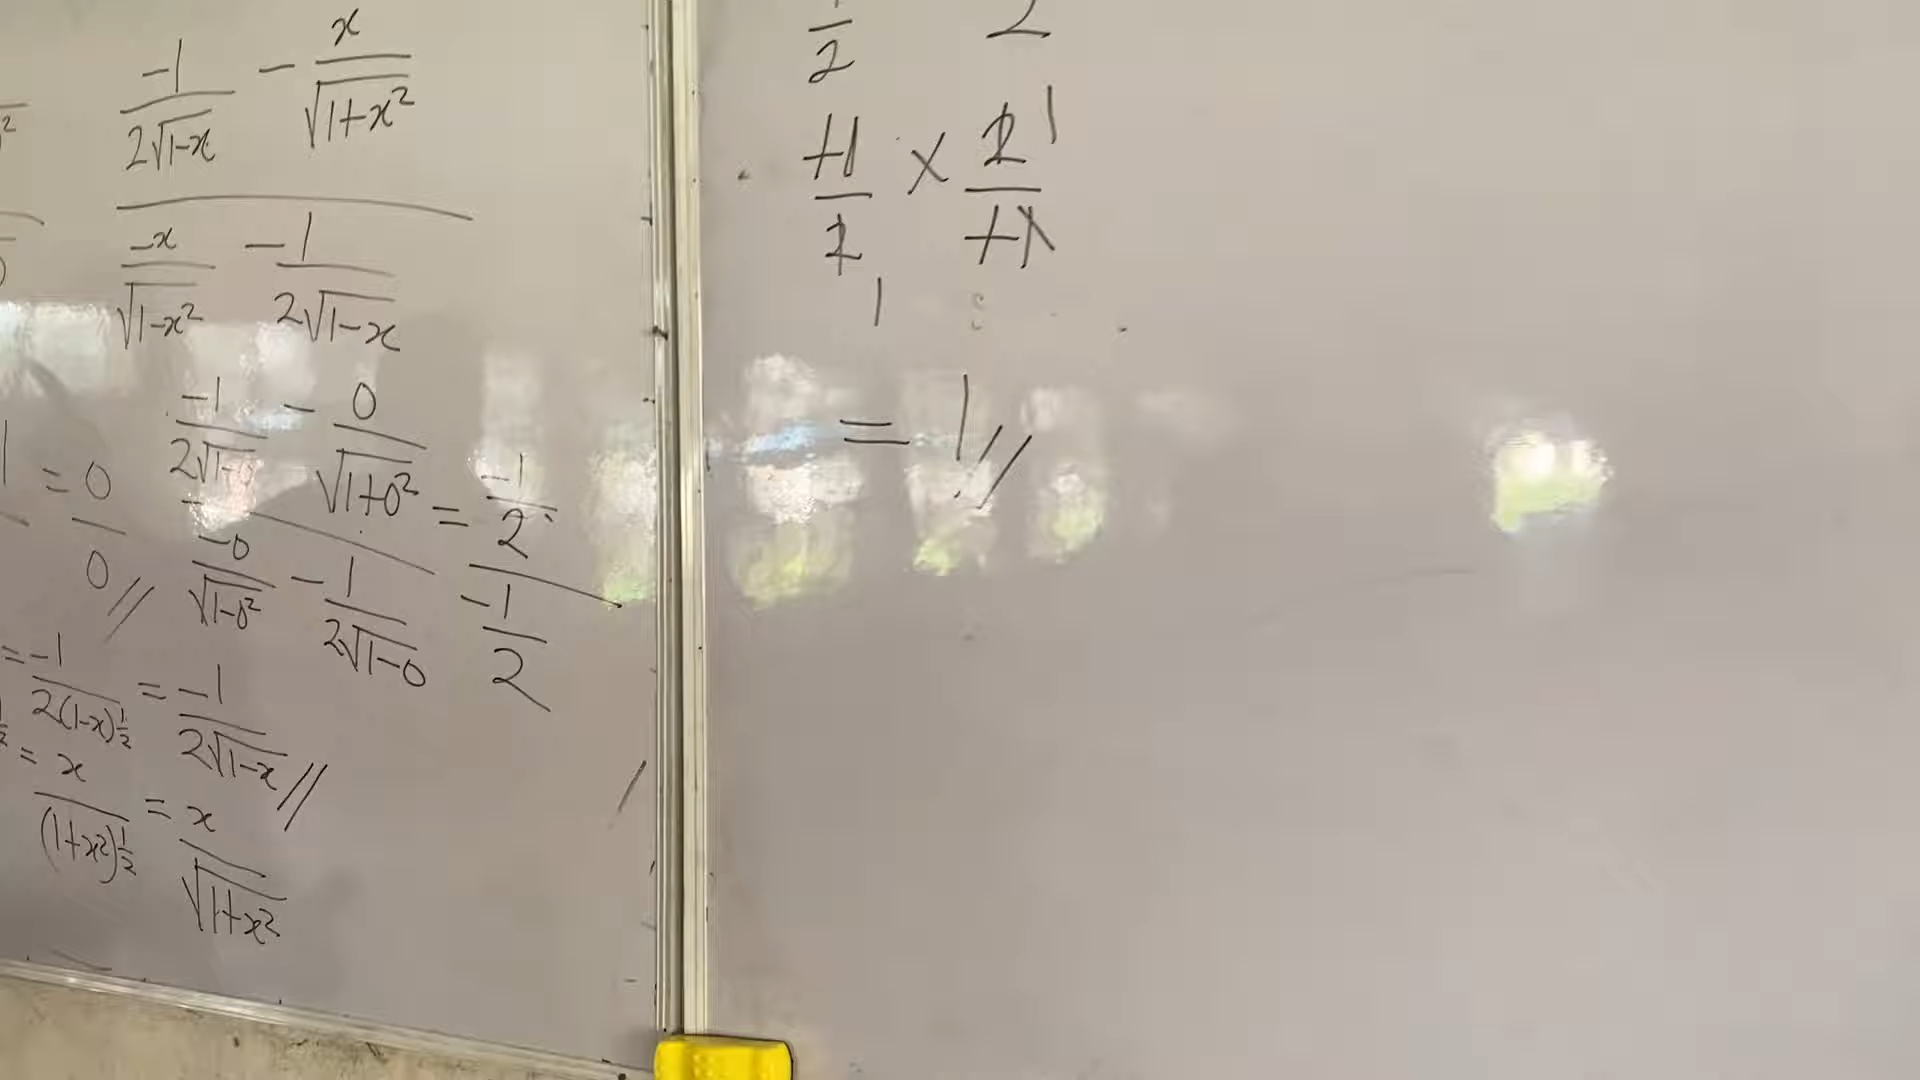 -1/2√1-x - x/√1+x²
-x/√1-x² - 1/2√1-x
-1/2√1-0 - 0/√1+0² = -1/2
1 = 0/0 //
-0/√1-0² - 1/2√1-0 -1/2
= -1/2(1-x)^1/2 = -1/2√1-x //
= x/(1+x²)^1/2 = x/√1+x²
2 2
-1/2 × 2/-1
1 1
= 1 //